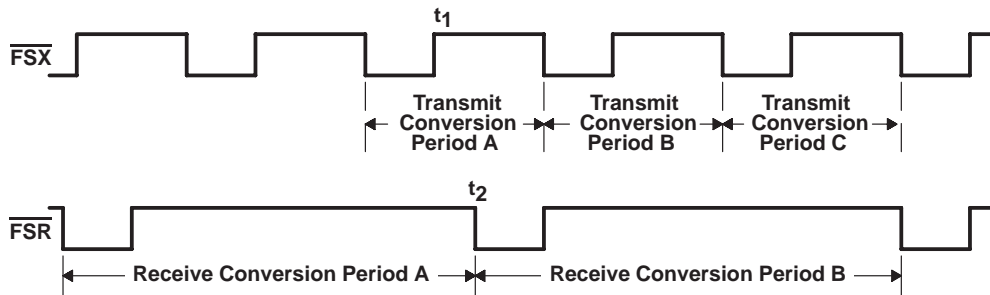 t1
FSX
Transmit Conversion Period A
Transmit Conversion Period B
Transmit Conversion Period C
t2
FSR
Receive Conversion Period A
Receive Conversion Period B